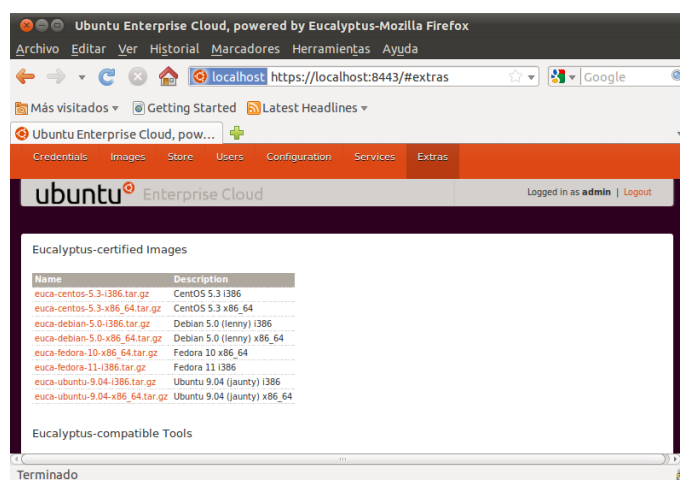 Ubuntu Enterprise Cloud, powered by Eucalyptus-Mozilla Firefox
Archivo Editar Ver Historial Marcadores Herramientas Ayuda
localhost https://localhost:8443/#extras Google
Más visitados Getting Started Latest Headlines
Ubuntu Enterprise Cloud, pow...
Credentials Images Store Users Configuration Services Extras
ubuntu Enterprise Cloud Logged in as admin | Logout
Eucalyptus-certified Images
Name Description
euca-centos-5.3-i386.tar.gz CentOS 5.3 i386
euca-centos-5.3-x86_64.tar.gz CentOS 5.3 x86_64
euca-debian-5.0-i386.tar.gz Debian 5.0 (lenny) i386
euca-debian-5.0-x86_64.tar.gz Debian 5.0 (lenny) x86_64
euca-fedora-10-x86_64.tar.gz Fedora 10 x86_64
euca-fedora-11-i386.tar.gz Fedora 11 i386
euca-ubuntu-9.04-i386.tar.gz Ubuntu 9.04 (jaunty) i386
euca-ubuntu-9.04-x86_64.tar.gz Ubuntu 9.04 (jaunty) x86_64
Eucalyptus-compatible Tools
Terminado